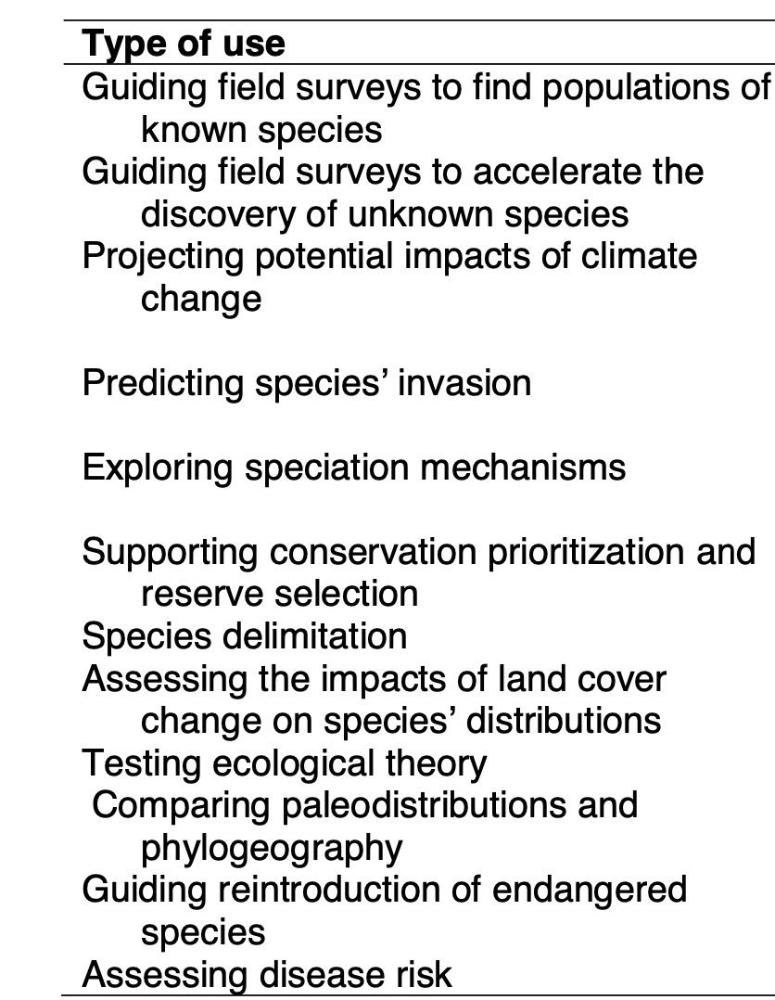 Type of use
Guiding field surveys to find populations of
known species
Guiding field surveys to accelerate the
discovery of unknown species
Projecting potential impacts of climate
change
Predicting species’ invasion
Exploring speciation mechanisms
Supporting conservation prioritization and
reserve selection
Species delimitation
Assessing the impacts of land cover
change on species’ distributions
Testing ecological theory
Comparing paleodistributions and
phylogeography
Guiding reintroduction of endangered
species
Assessing disease risk